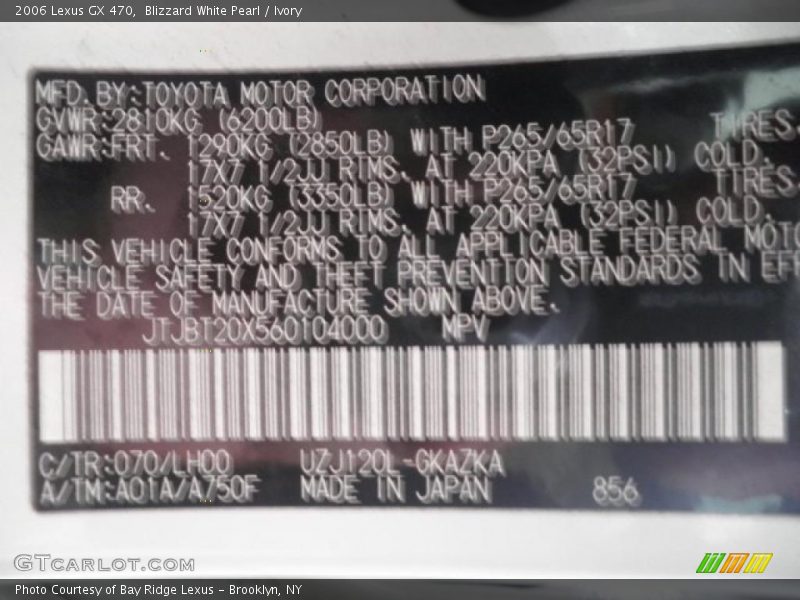 2006 Lexus GX 470, Blizzard White Pearl / Ivory
MFD. BY: TOYOTA MOTOR CORPORATION
GVWR: 2810KG (6200LB)
GAWR: FRT. 1290KG (2850LB) WITH P265/65R17 TIRES.
17X7 1/2JJ RIMS. AT 220KPA (32PSI) COLD.
RR. 1520KG (3350LB) WITH P265/65R17 TIRES.
17X7 1/2JJ RIMS. AT 220KPA (32PSI) COLD.
THIS VEHICLE CONFORMS TO ALL APPLICABLE FEDERAL MOTO
VEHICLE SAFETY AND THEFT PREVENTION STANDARDS IN EFF
THE DATE OF MANUFACTURE SHOWN ABOVE.
JTJBT20X560104000 MPV
C/TR: 070/LH00 UZJ120L-GKAZKA
A/TM: A01A/A750F MADE IN JAPAN 856
GTCARLOT.COM
Photo Courtesy of Bay Ridge Lexus - Brooklyn, NY